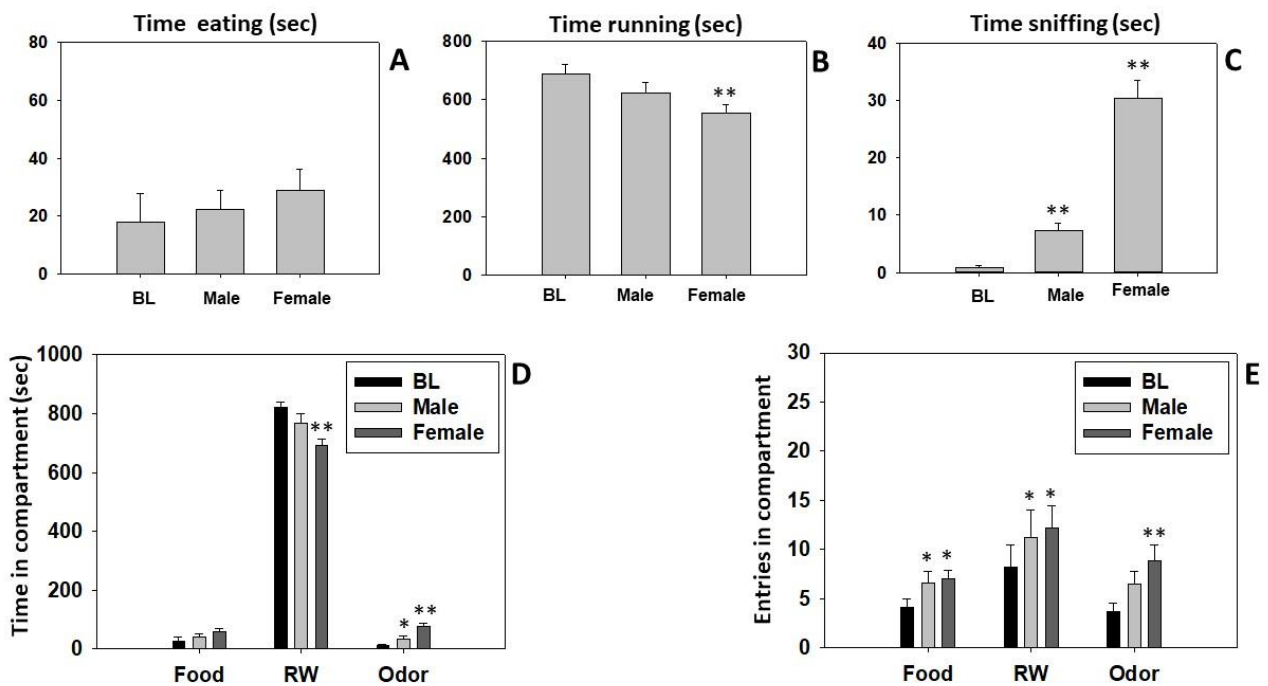 Time eating (sec)
A
80
60
40
20
0
BL Male Female
Time running (sec)
B
800
600
400
200
0
**
BL Male Female
Time sniffing (sec)
C
40
30
20
10
0
**
**
BL Male Female
Time in compartment (sec)
D
1000
800
600
400
200
0
BL
Male
Female
**
*
**
Food RW Odor
Entries in compartment
E
30
25
20
15
10
5
0
BL
Male
Female
* *
* *
**
Food RW Odor